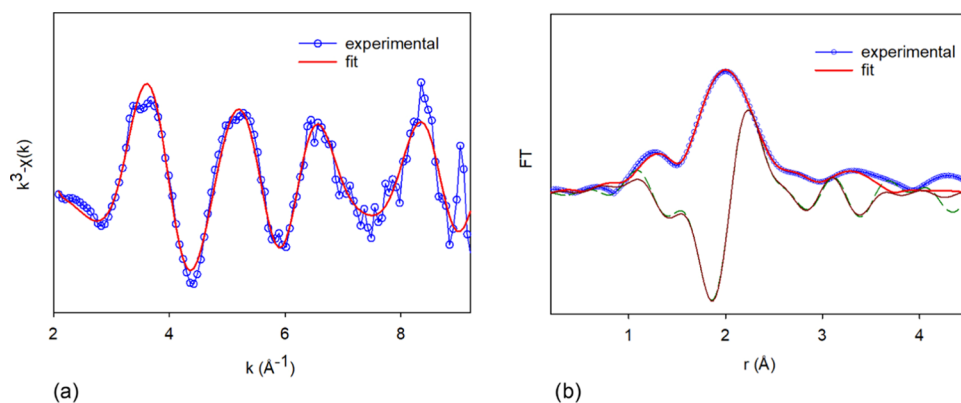 experimental
fit
k³-χ(k)
2
4
6
8
k (Å⁻¹)
(a)
experimental
fit
FT
1
2
3
4
r (Å)
(b)